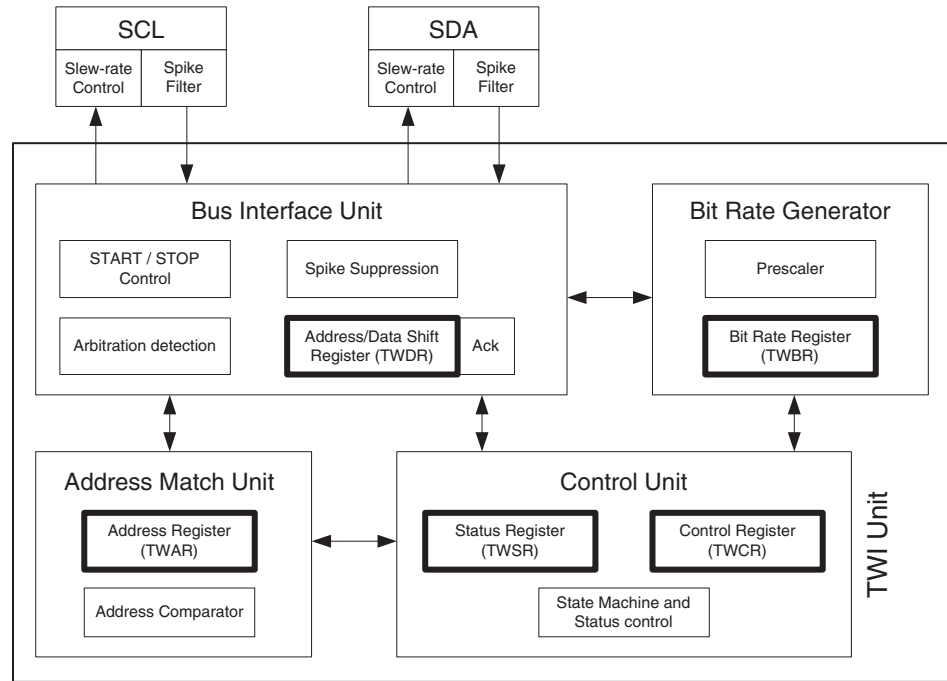 SCL
SDA
Slew-rate
Control
Spike
Filter
Slew-rate
Control
Spike
Filter
Bus Interface Unit
START / STOP
Control
Spike Suppression
Arbitration detection
Address/Data Shift
Register (TWDR)
Ack
Bit Rate Generator
Prescaler
Bit Rate Register
(TWBR)
Address Match Unit
Address Register
(TWAR)
Address Comparator
Control Unit
Status Register
(TWSR)
Control Register
(TWCR)
State Machine and
Status control
TWI Unit